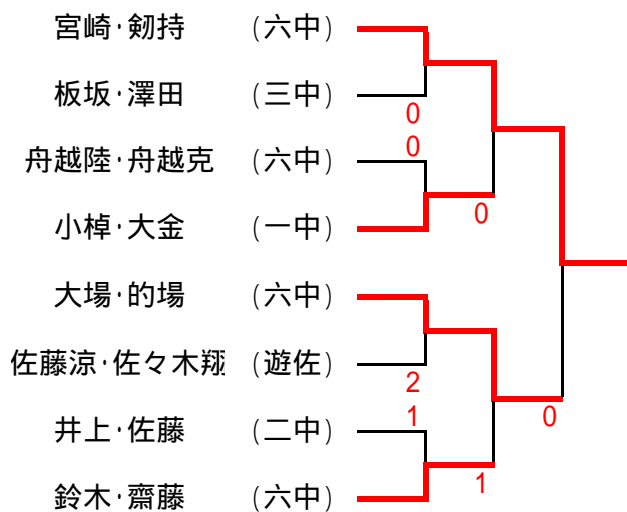 宮崎・剱持 (六中)
板坂・澤田 (三中)
0
0
舟越陸・舟越克 (六中)
0
小棹・大金 (一中)
大場・的場 (六中)
佐藤涼・佐々木翔 (遊佐)
2
0
1
井上・佐藤 (二中)
1
鈴木・齋藤 (六中)